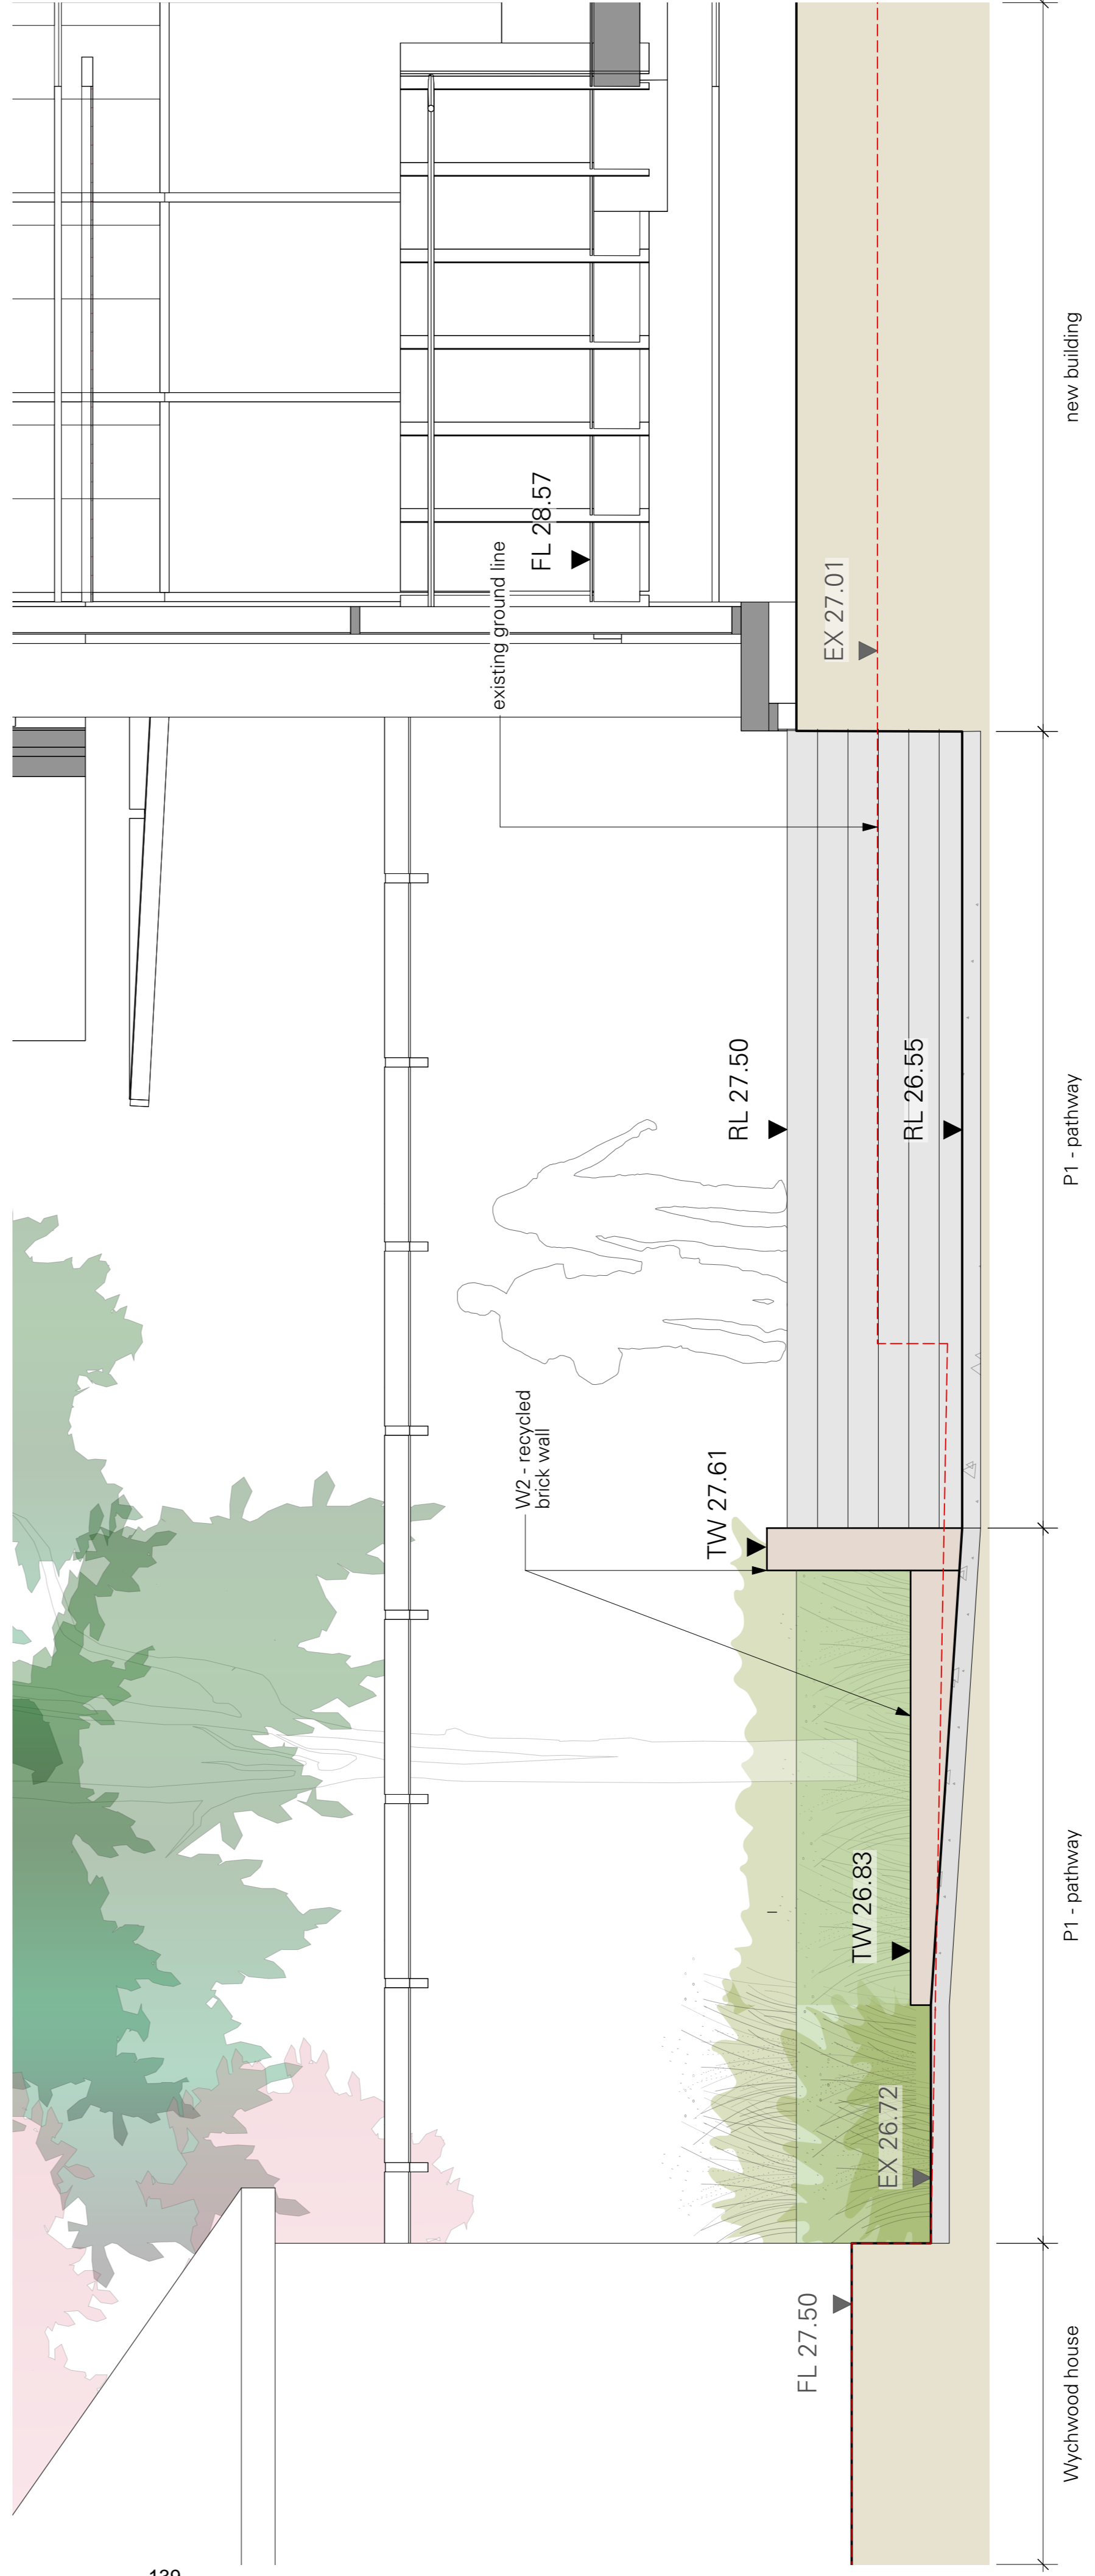 existing ground line
FL 28.57
EX 27.01
RL 27.50
RL 26.55
W2 - recycled
brick wall
TW 27.61
TW 26.83
EX 26.72
FL 27.50
Wychwood house
P1 - pathway
P1 - pathway
new building